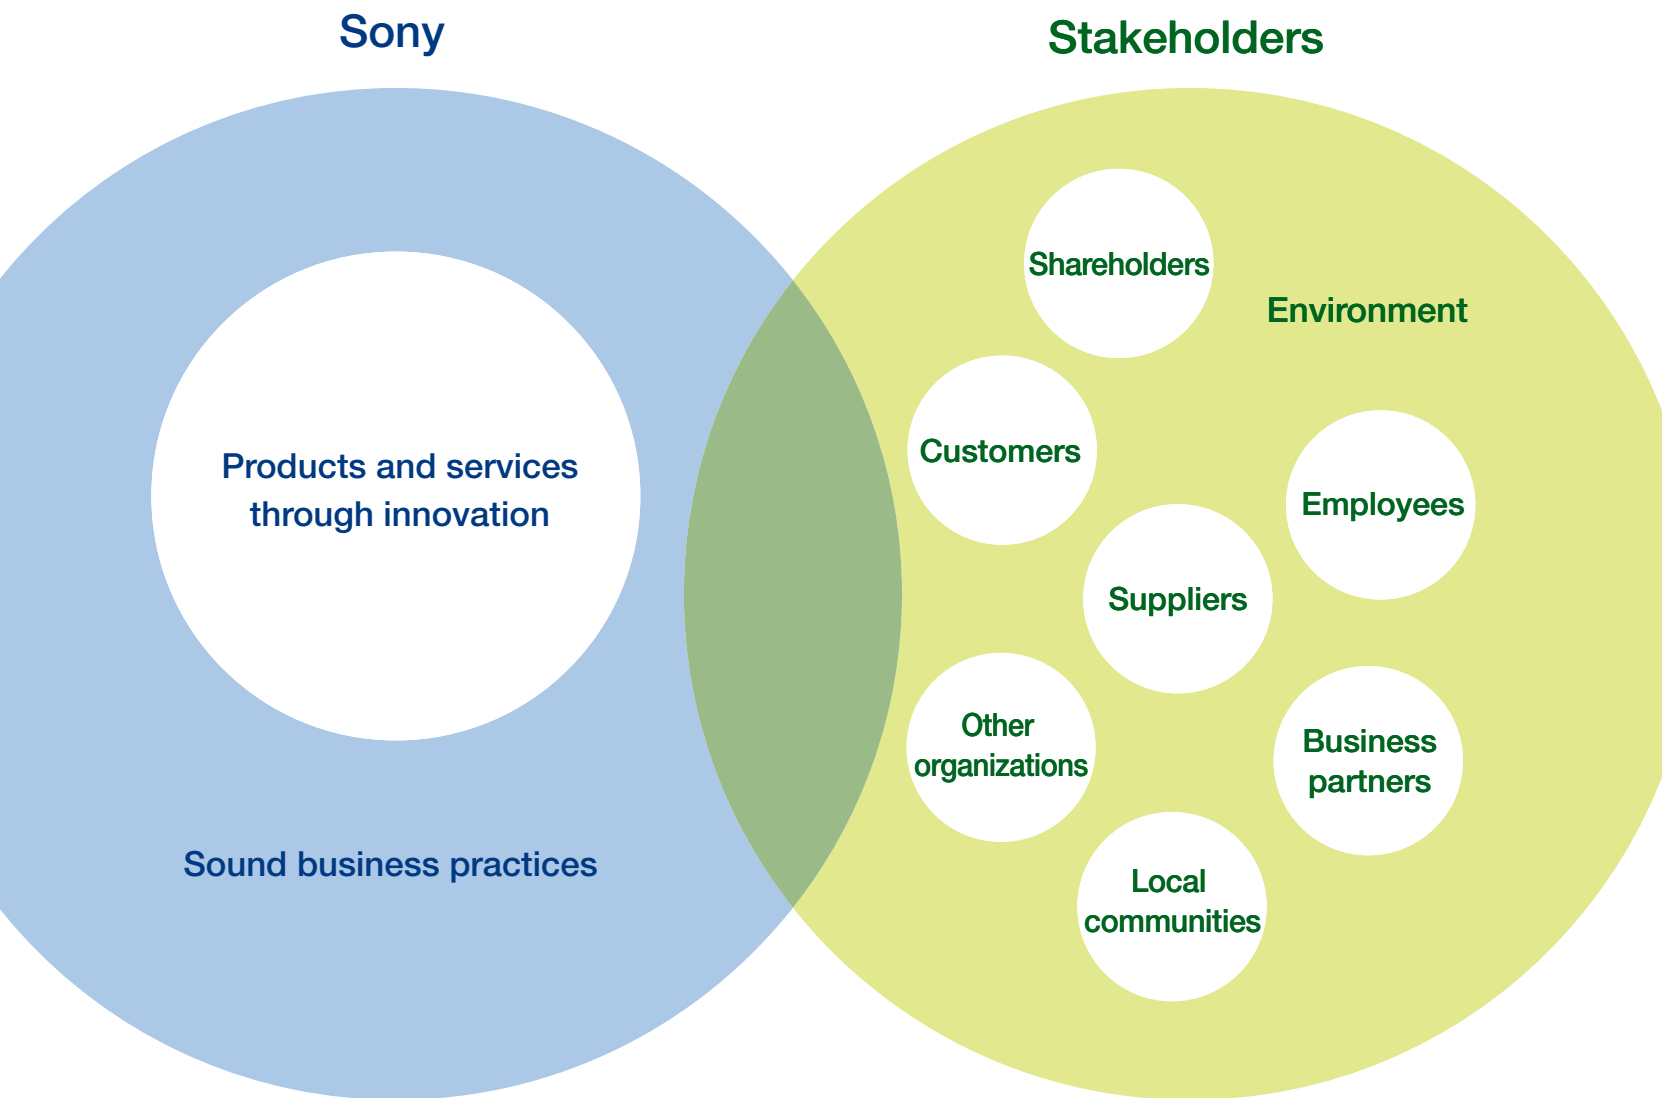 Sony
Stakeholders
Products and services
through innovation
Sound business practices
Shareholders
Environment
Customers
Employees
Suppliers
Other
organizations
Business
partners
Local
communities